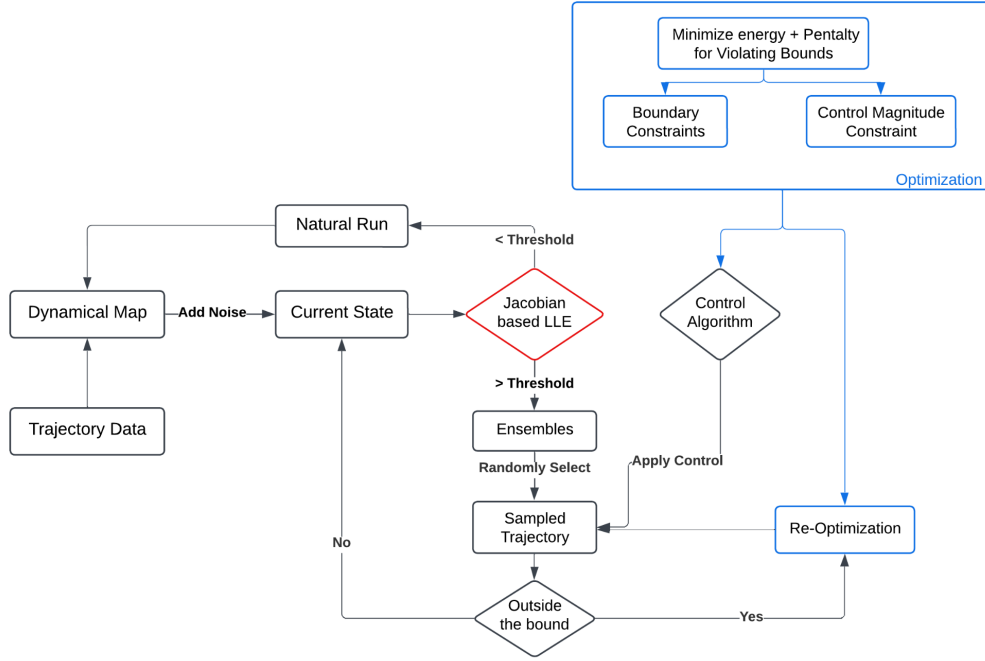 Minimize energy + Pentalty
for Violating Bounds
Boundary
Constraints
Control Magnitude
Constraint
Optimization
Natural Run
< Threshold
Dynamical Map
Add Noise
Current State
Jacobian
based LLE
Control
Algorithm
> Threshold
Trajectory Data
Ensembles
Randomly Select
Apply Control
Sampled
Trajectory
Re-Optimization
No
Outside
the bound
Yes